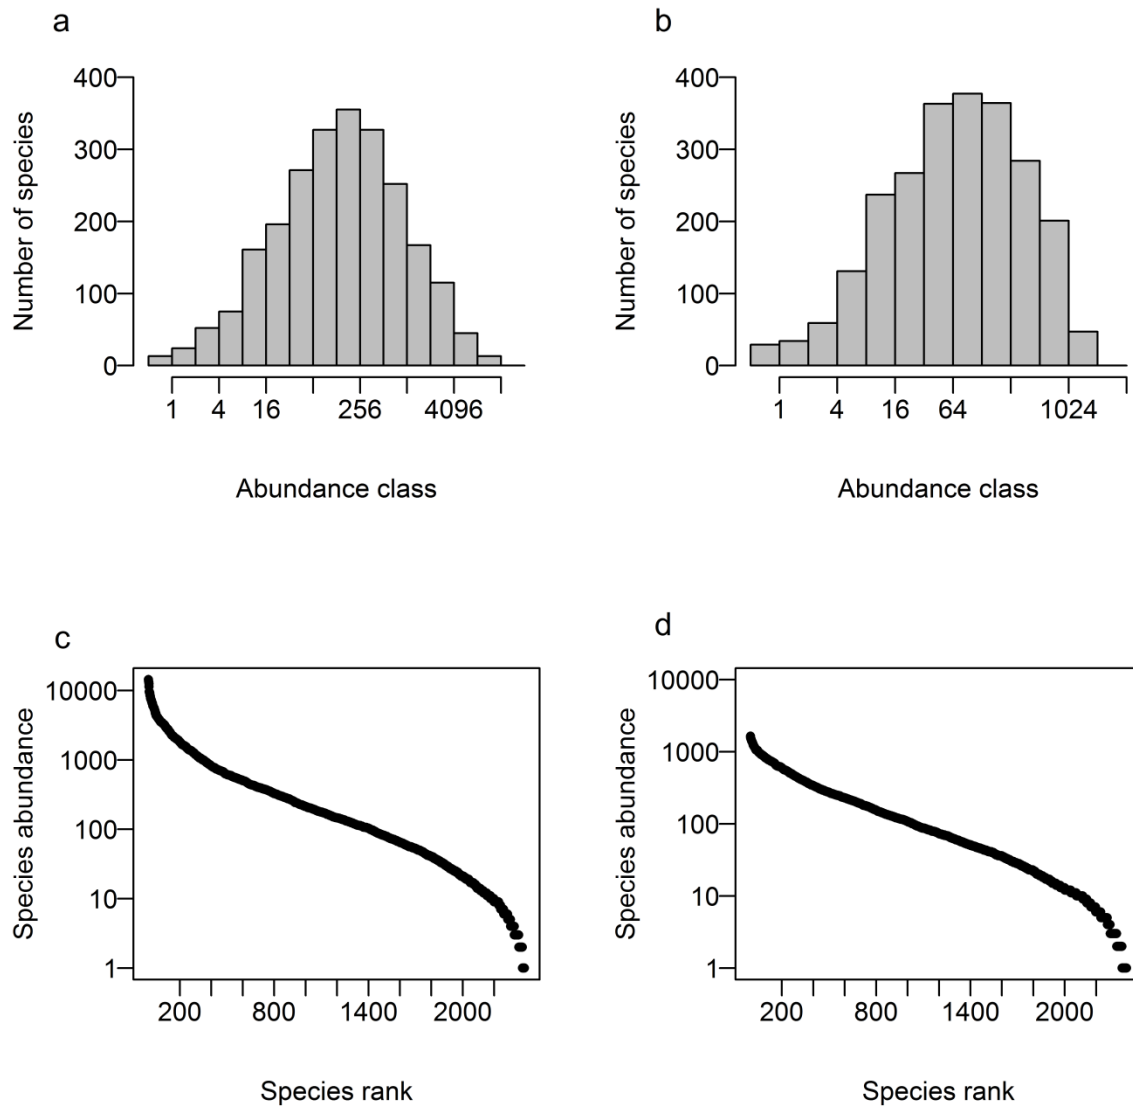 a
b
Number of species
400
300
200
100
0
1 4 16 256 4096
Abundance class
Number of species
400
300
200
100
0
1 4 16 64 1024
Abundance class
c
d
Species abundance
10000
1000
100
10
1
200 800 1400 2000
Species rank
Species abundance
10000
1000
100
10
1
200 800 1400 2000
Species rank